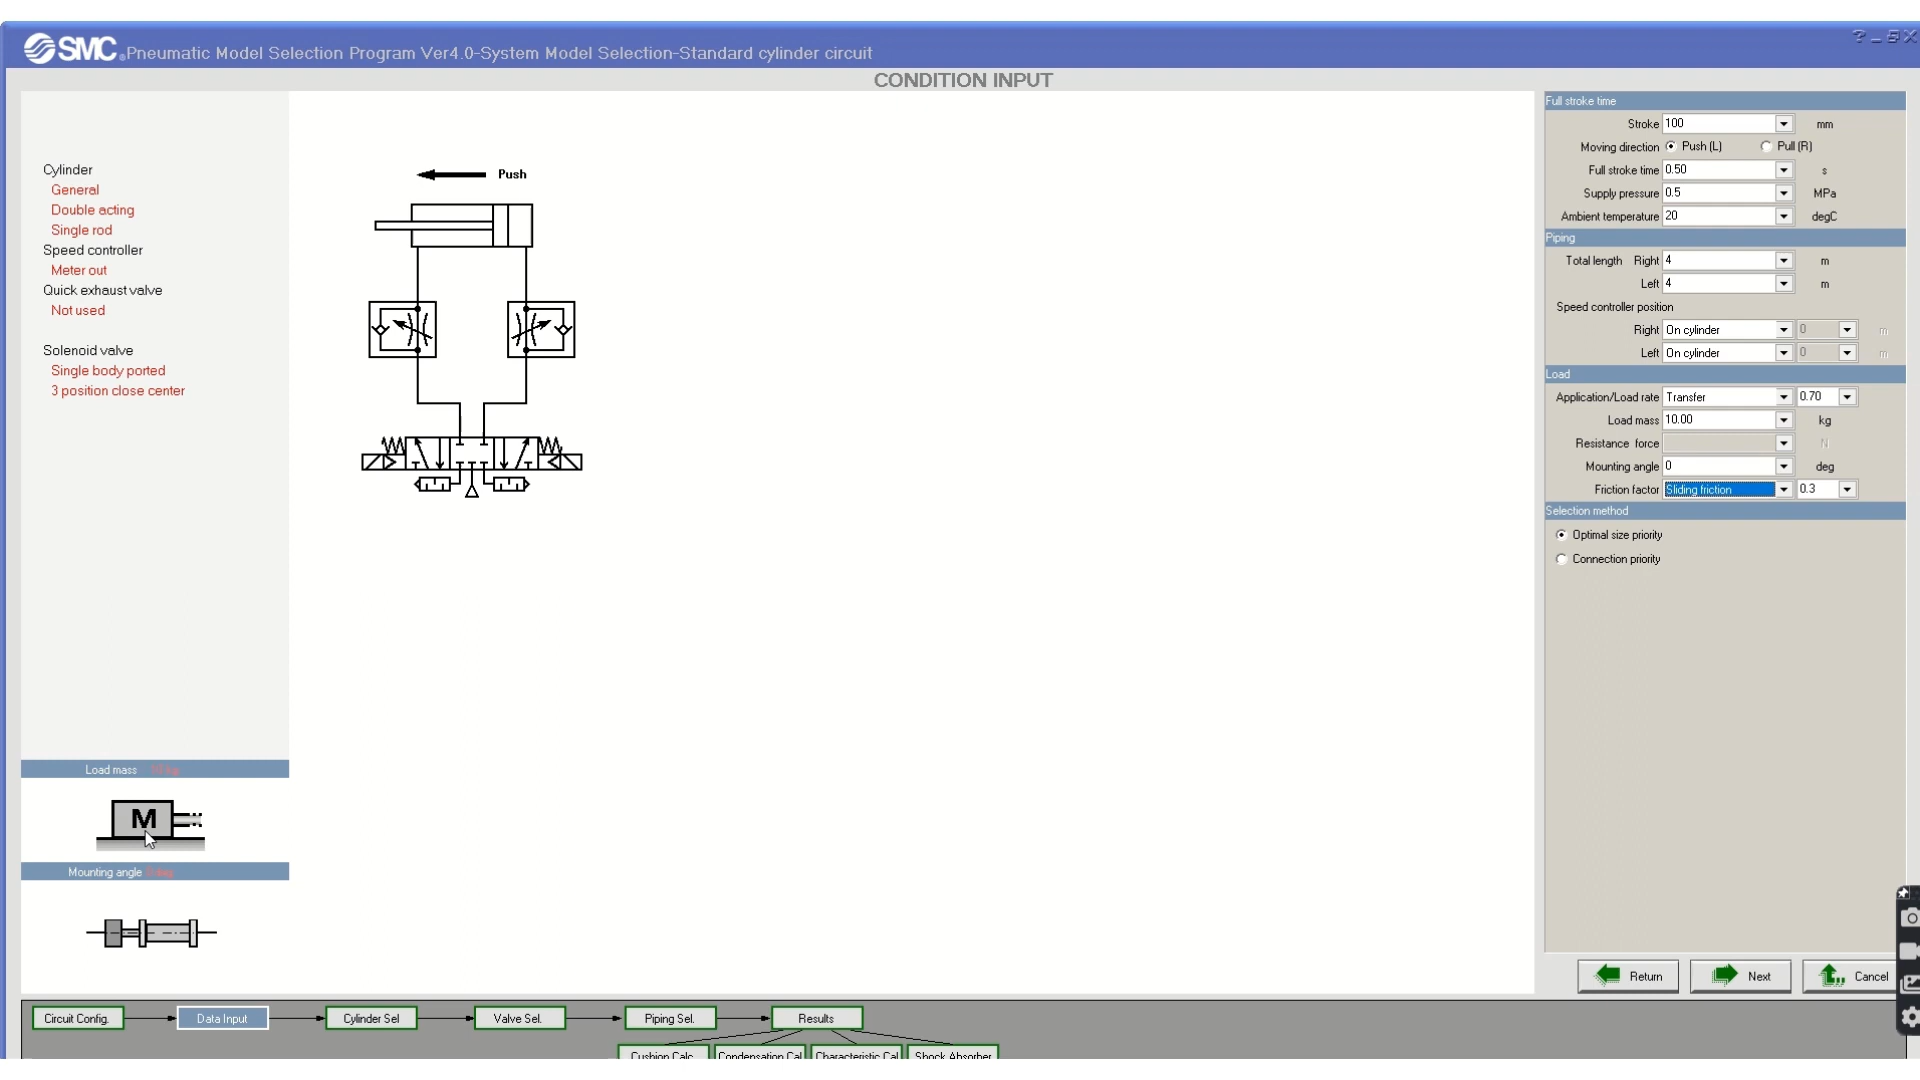 SMC Pneumatic Model Selection Program Ver4.0-System Model Selection-Standard cylinder circuit
CONDITION INPUT
Cylinder
General
Double acting
Single rod
Speed controller
Meter out
Quick exhaust valve
Not used
Solenoid valve
Single body ported
3 position close center
Push
Full stroke time
Stroke 100 mm
Moving direction Push (L) Pull (R)
Full stroke time 0.50 s
Supply pressure 0.5 MPa
Ambient temperature 20 degC
Piping
Total length Right 4 m
Left 4 m
Speed controller position
Right On cylinder 0 m
Left On cylinder 0 m
Load
Application/Load rate Transfer 0.70
Load mass 10.00 kg
Resistance force N
Mounting angle 0 deg
Friction factor Sliding friction 0.3
Selection method
Optimal size priority
Connection priority
Load mass
M
Mounting angle
Return Next Cancel
Circuit Config. Data Input Cylinder Sel Valve Sel. Piping Sel. Results
Cushion Calc. Condensation Cal Characteristic Cal Shock Absorber